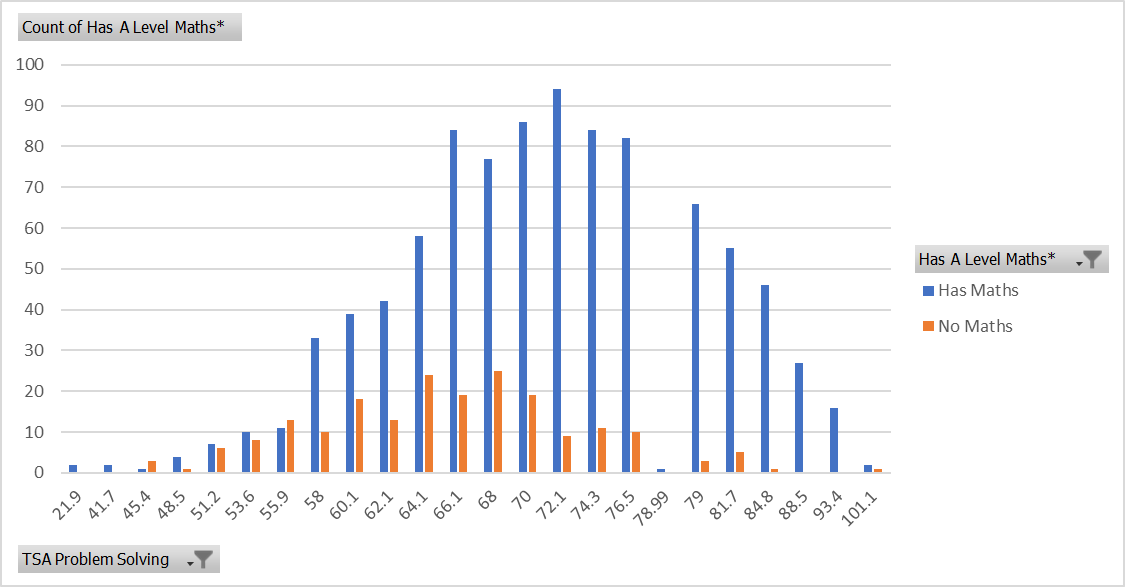 Count of Has A Level Maths*
100
90
80
70
60
50
40
30
20
10
0
21.9 41.7 45.4 48.5 51.2 53.6 55.9 58 60.1 62.1 64.1 66.1 68 70 72.1 74.3 76.5 78.99 79 81.7 84.8 88.5 93.4 101.1
Has A Level Maths*
Has Maths
No Maths
TSA Problem Solving